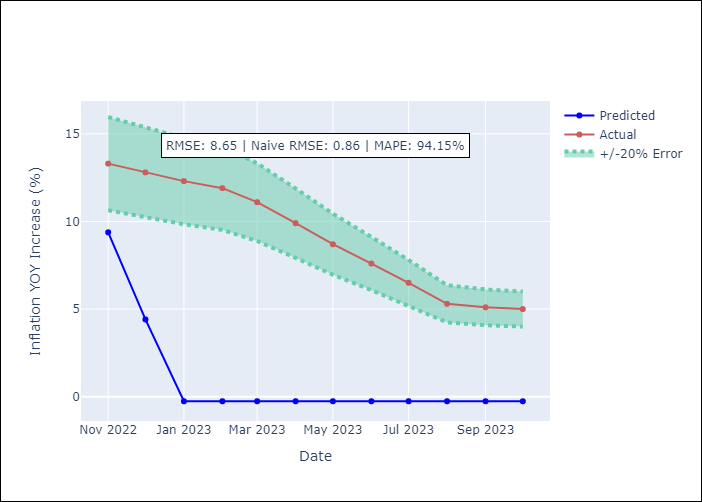 Predicted
Actual
+/-20% Error
RMSE: 8.65 | Naive RMSE: 0.86 | MAPE: 94.15%
Inflation YOY Increase (%)
15
10
5
0
Nov 2022 Jan 2023 Mar 2023 May 2023 Jul 2023 Sep 2023
Date